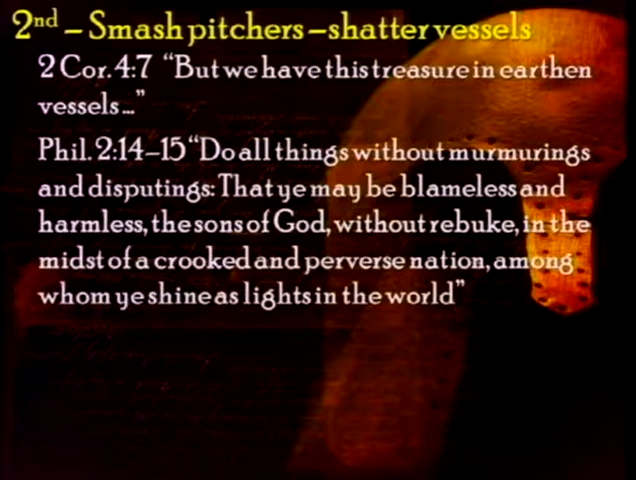 2nd – Smash pitchers – shatter vessels
2 Cor. 4:7 “But we have this treasure in earthen
vessels...”
Phil. 2:14–15 “Do all things without murmurings
and disputings: That ye may be blameless and
harmless, the sons of God, without rebuke, in the
midst of a crooked and perverse nation, among
whom ye shine as lights in the world”